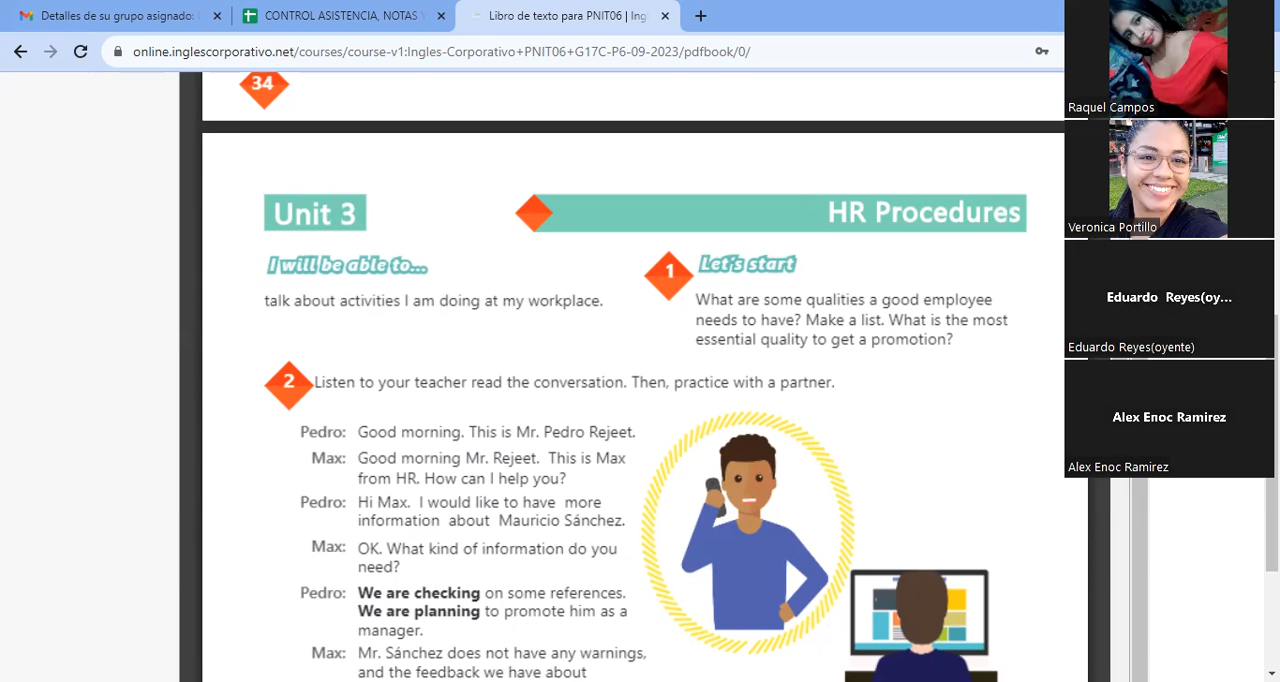 Detalles de su grupo asignado:
CONTROL ASISTENCIA, NOTAS Y
Libro de texto para PNIT06 | Ing
online.inglescorporativo.net/courses/course-v1:Ingles-Corporativo+PNIT06+G17C-P6-09-2023/pdfbook/0/
34
Unit 3
HR Procedures
I will be able to...
talk about activities I am doing at my workplace.
1
Let's start
What are some qualities a good employee
needs to have? Make a list. What is the most
essential quality to get a promotion?
2
Listen to your teacher read the conversation. Then, practice with a partner.
Pedro: Good morning. This is Mr. Pedro Rejeet.
Max: Good morning Mr. Rejeet. This is Max
from HR. How can I help you?
Pedro: Hi Max. I would like to have more
information about Mauricio Sánchez.
Max: OK. What kind of information do you
need?
Pedro: We are checking on some references.
We are planning to promote him as a
manager.
Max: Mr. Sánchez does not have any warnings,
and the feedback we have about
Raquel Campos
Veronica Portillo
Eduardo Reyes(oy...
Eduardo Reyes(oyente)
Alex Enoc Ramirez
Alex Enoc Ramirez